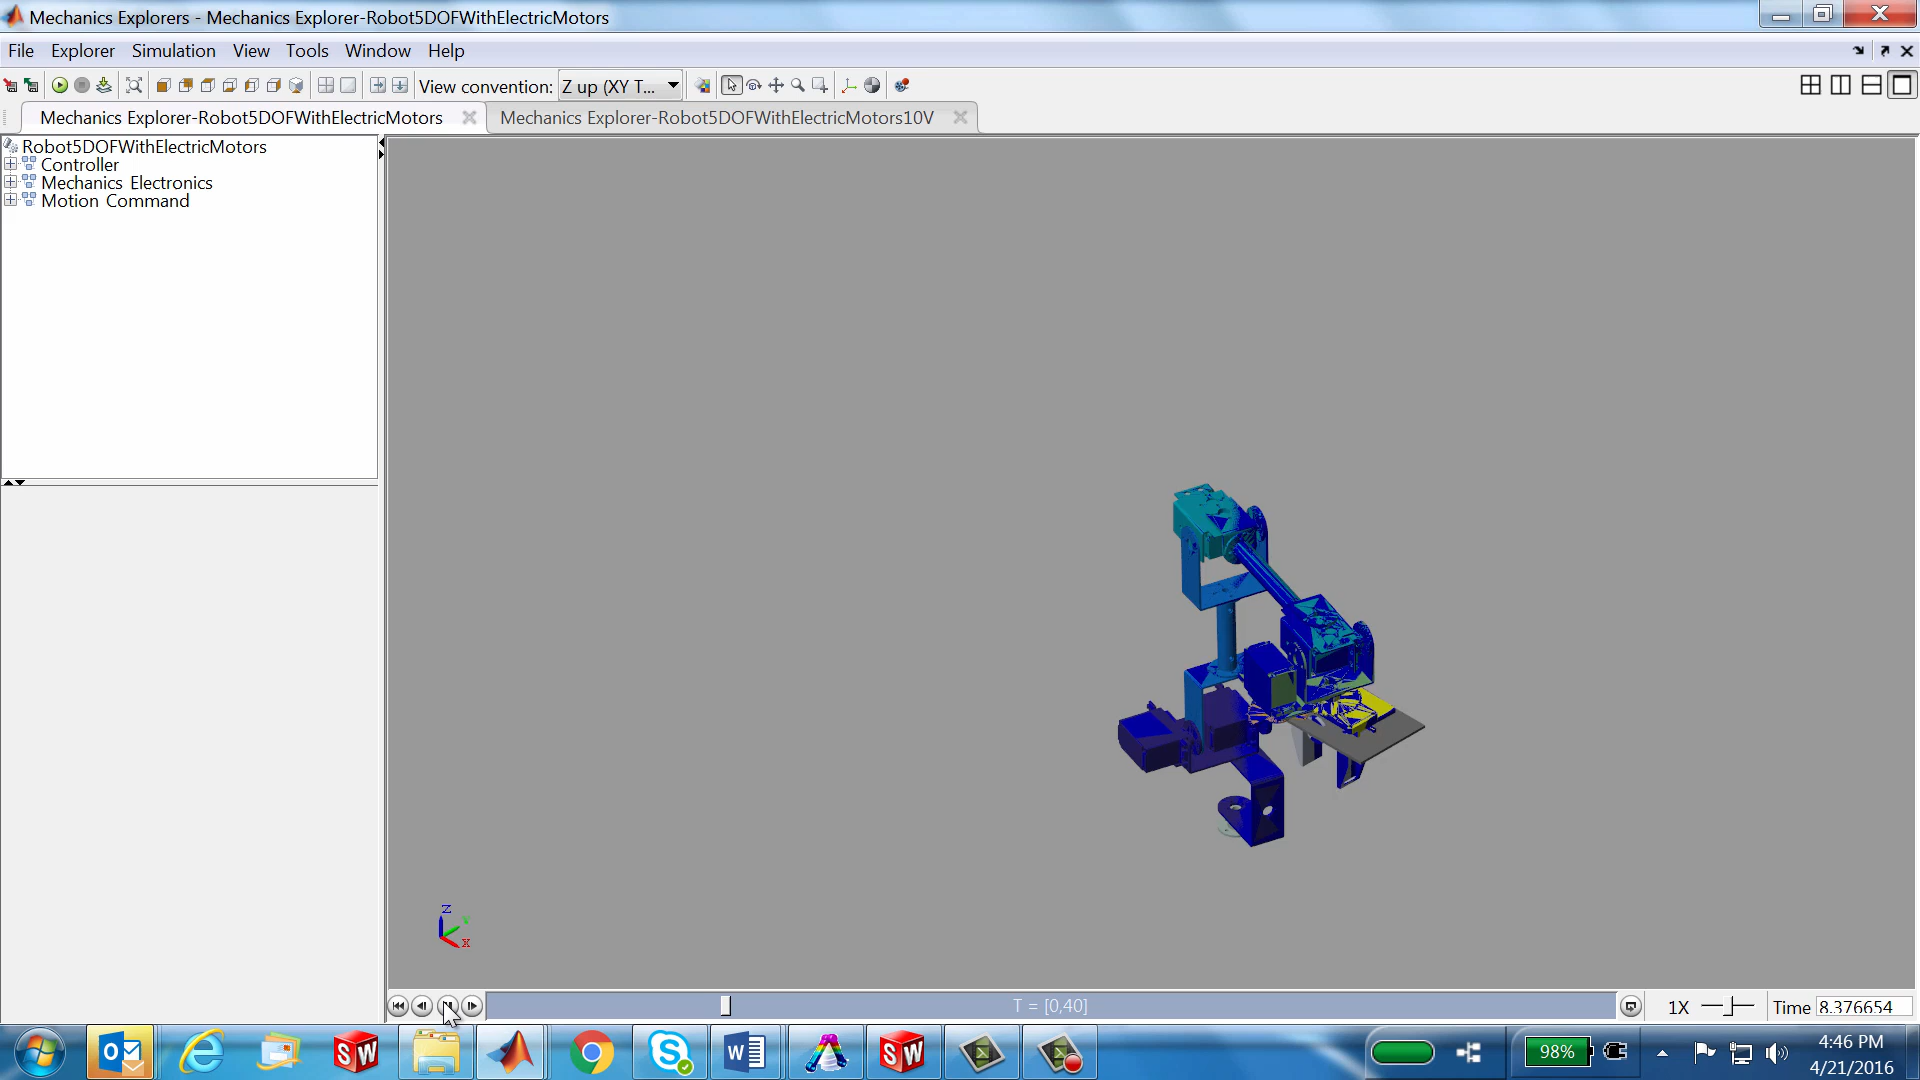 Mechanics Explorers - Mechanics Explorer-Robot5DOFWithElectricMotors
File Explorer Simulation View Tools Window Help
View convention: Z up (XY T...
Mechanics Explorer-Robot5DOFWithElectricMotors
Mechanics Explorer-Robot5DOFWithElectricMotors10V
Robot5DOFWithElectricMotors
Controller
Mechanics Electronics
Motion Command
Z
Y
X
T = [0,40]
1X
Time 8.376654
SW
W
SW
98%
4:46 PM
4/21/2016